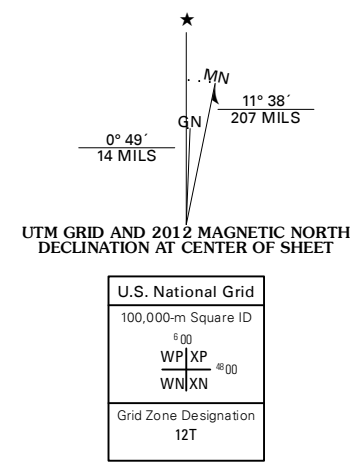 ★
MN
11° 38´
207 MILS
GN
0° 49´
14 MILS
UTM GRID AND 2012 MAGNETIC NORTH
DECLINATION AT CENTER OF SHEET
U.S. National Grid
100,000-m Square ID
600
WP XP
4800
WN XN
Grid Zone Designation
12T